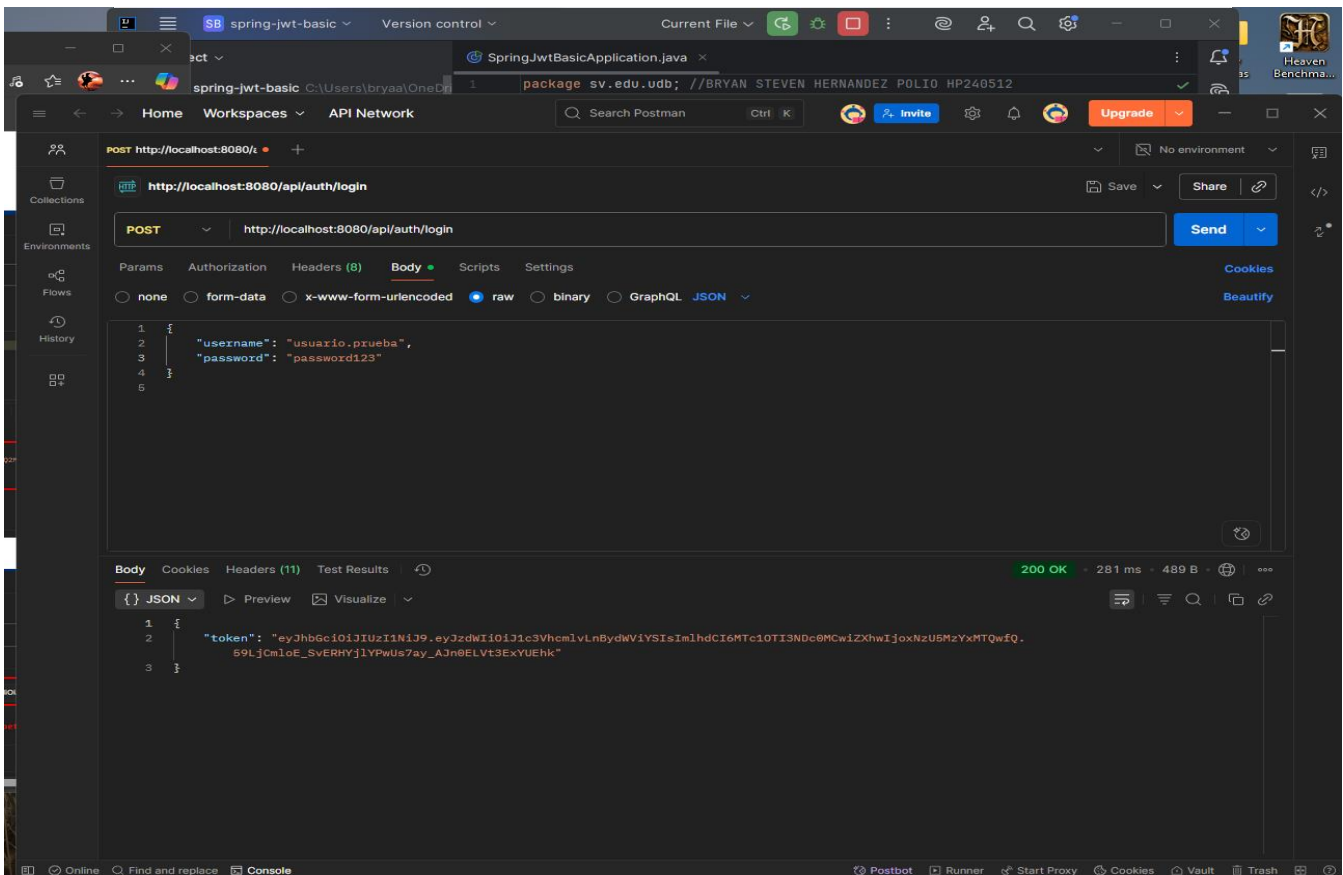 SB spring-jwt-basic Version control Current File
Heaven
Benchma...
ect SpringJwtBasicApplication.java
spring-jwt-basic C:\Users\bryaa\OneDri 1 package sv.edu.udb; //BRYAN STEVEN HERNANDEZ POLIO HP240512
Home Workspaces API Network Search Postman Ctrl K Invite Upgrade
POST http://localhost:8080/a No environment
HTTP http://localhost:8080/api/auth/login Save Share
Collections
POST http://localhost:8080/api/auth/login Send
Environments
Params Authorization Headers (8) Body Scripts Settings Cookies
Flows
none form-data x-www-form-urlencoded raw binary GraphQL JSON Beautify
History
1 {
2 "username": "usuario.prueba",
3 "password": "password123"
4 }
5
Body Cookies Headers (11) Test Results 200 OK 281 ms 489 B
{} JSON Preview Visualize
1 {
2 "token": "eyJhbGciOiJIUzI1NiJ9.eyJzdWIiOiJ1c3VhcmlvLnBydWViYSIsImlhdCI6MTc1OTI3NDc0MCwiZXhwIjoxNzU5MzYxMTQwfQ.
59LjCmloE_SvERHYjlYPwUs7ay_AJn0ELVt3ExYUEhk"
3 }
Online Find and replace Console Postbot Runner Start Proxy Cookies Vault Trash